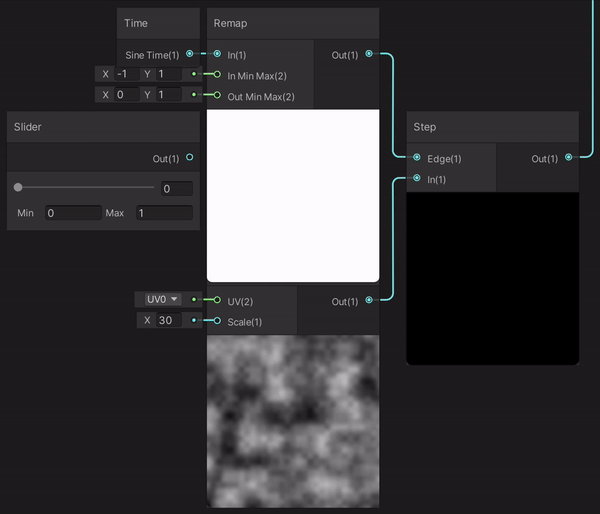 Time
Sine Time(1)
Remap
In(1)
Out(1)
X -1 Y 1
In Min Max(2)
X 0 Y 1
Out Min Max(2)
Slider
Out(1)
0
Min 0 Max 1
Step
Edge(1)
Out(1)
In(1)
UV0
UV(2)
Out(1)
X 30
Scale(1)